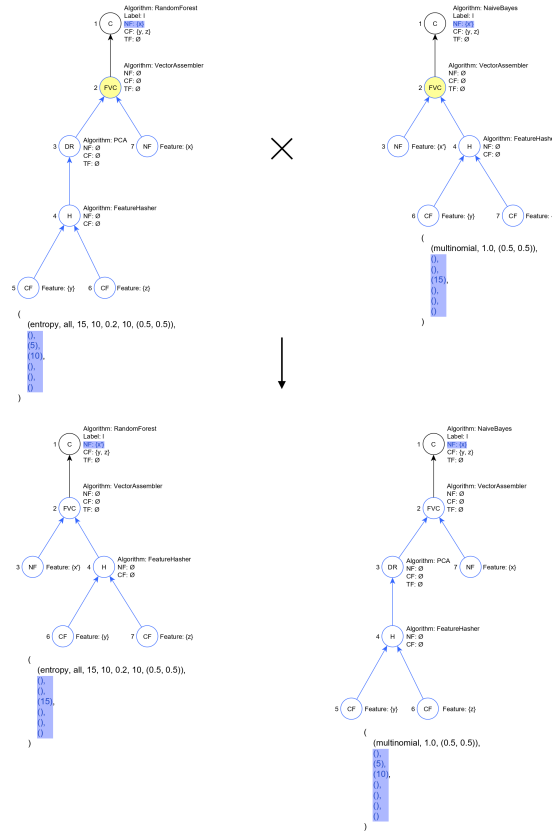 Algorithm: RandomForest
Label: l
NF: {x}
CF: {y, z}
TF: Ø
1 C
Algorithm: VectorAssembler
NF: Ø
CF: Ø
TF: Ø
2 FVC
3 DR
Algorithm: PCA
NF: Ø
CF: Ø
TF: Ø
7 NF Feature: {x}
4 H
Algorithm: FeatureHasher
NF: Ø
CF: Ø
5 CF Feature: {y}
6 CF Feature: {z}
(
(entropy, all, 15, 10, 0.2, 10, (0.5, 0.5)),
(),
(5),
(10),
(),
(),
()
)
Algorithm: NaiveBayes
Label: l
NF: {x'}
CF: {y, z}
TF: Ø
1 C
Algorithm: VectorAssembler
NF: Ø
CF: Ø
TF: Ø
2 FVC
3 NF Feature: {x'}
4 H
Algorithm: FeatureHashe
NF: Ø
CF: Ø
6 CF Feature: {y}
7 CF Feature:
(
(multinomial, 1.0, (0.5, 0.5)),
(),
(),
(15),
(),
(),
()
)
Algorithm: RandomForest
Label: l
NF: {x'}
CF: {y, z}
TF: Ø
1 C
Algorithm: VectorAssembler
NF: Ø
CF: Ø
TF: Ø
2 FVC
3 NF Feature: {x'}
4 H
Algorithm: FeatureHasher
NF: Ø
CF: Ø
6 CF Feature: {y}
7 CF Feature: {z}
(
(entropy, all, 15, 10, 0.2, 10, (0.5, 0.5)),
(),
(),
(15),
(),
(),
()
)
Algorithm: NaiveBayes
Label: l
NF: {x}
CF: {y, z}
TF: Ø
1 C
Algorithm: VectorAssembler
NF: Ø
CF: Ø
TF: Ø
2 FVC
3 DR
Algorithm: PCA
NF: Ø
CF: Ø
TF: Ø
7 NF Feature: {x}
4 H
Algorithm: FeatureHasher
NF: Ø
CF: Ø
5 CF Feature: {y}
6 CF Feature: {z}
(
(multinomial, 1.0, (0.5, 0.5)),
(),
(5),
(10),
(),
(),
(),
()
)